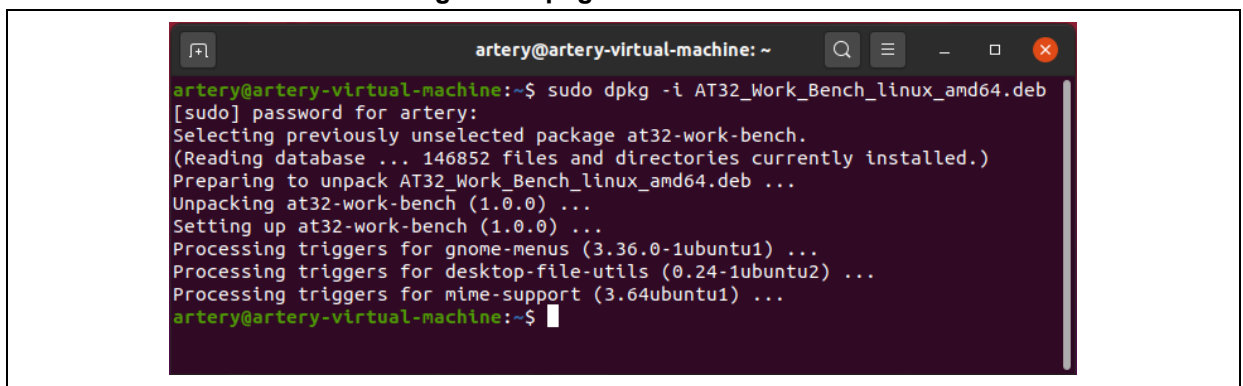 artery@artery-virtual-machine: ~
artery@artery-virtual-machine:~$ sudo dpkg -i AT32_Work_Bench_linux_amd64.deb
[sudo] password for artery:
Selecting previously unselected package at32-work-bench.
(Reading database ... 146852 files and directories currently installed.)
Preparing to unpack AT32_Work_Bench_linux_amd64.deb ...
Unpacking at32-work-bench (1.0.0) ...
Setting up at32-work-bench (1.0.0) ...
Processing triggers for gnome-menus (3.36.0-1ubuntu1) ...
Processing triggers for desktop-file-utils (0.24-1ubuntu2) ...
Processing triggers for mime-support (3.64ubuntu1) ...
artery@artery-virtual-machine:~$